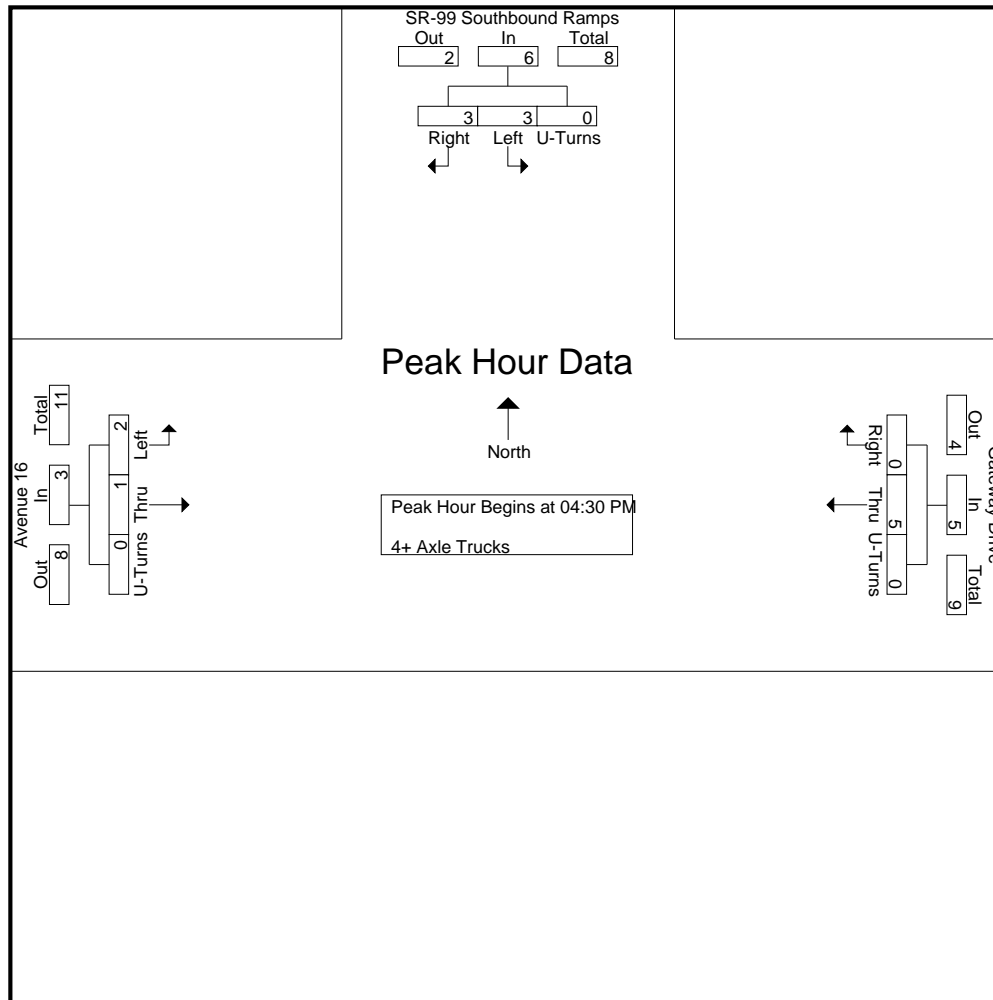 SR-99 Southbound Ramps
Out In Total
2 6 8
3 3 0
Right Left U-Turns
Peak Hour Data
North
Peak Hour Begins at 04:30 PM
4+ Axle Trucks
Avenue 16
Out In Total
8 3 11
0 1 2
U-Turns Thru Left
Drive
Out In Total
4 5 9
0 5 0
Right Thru U-Turns